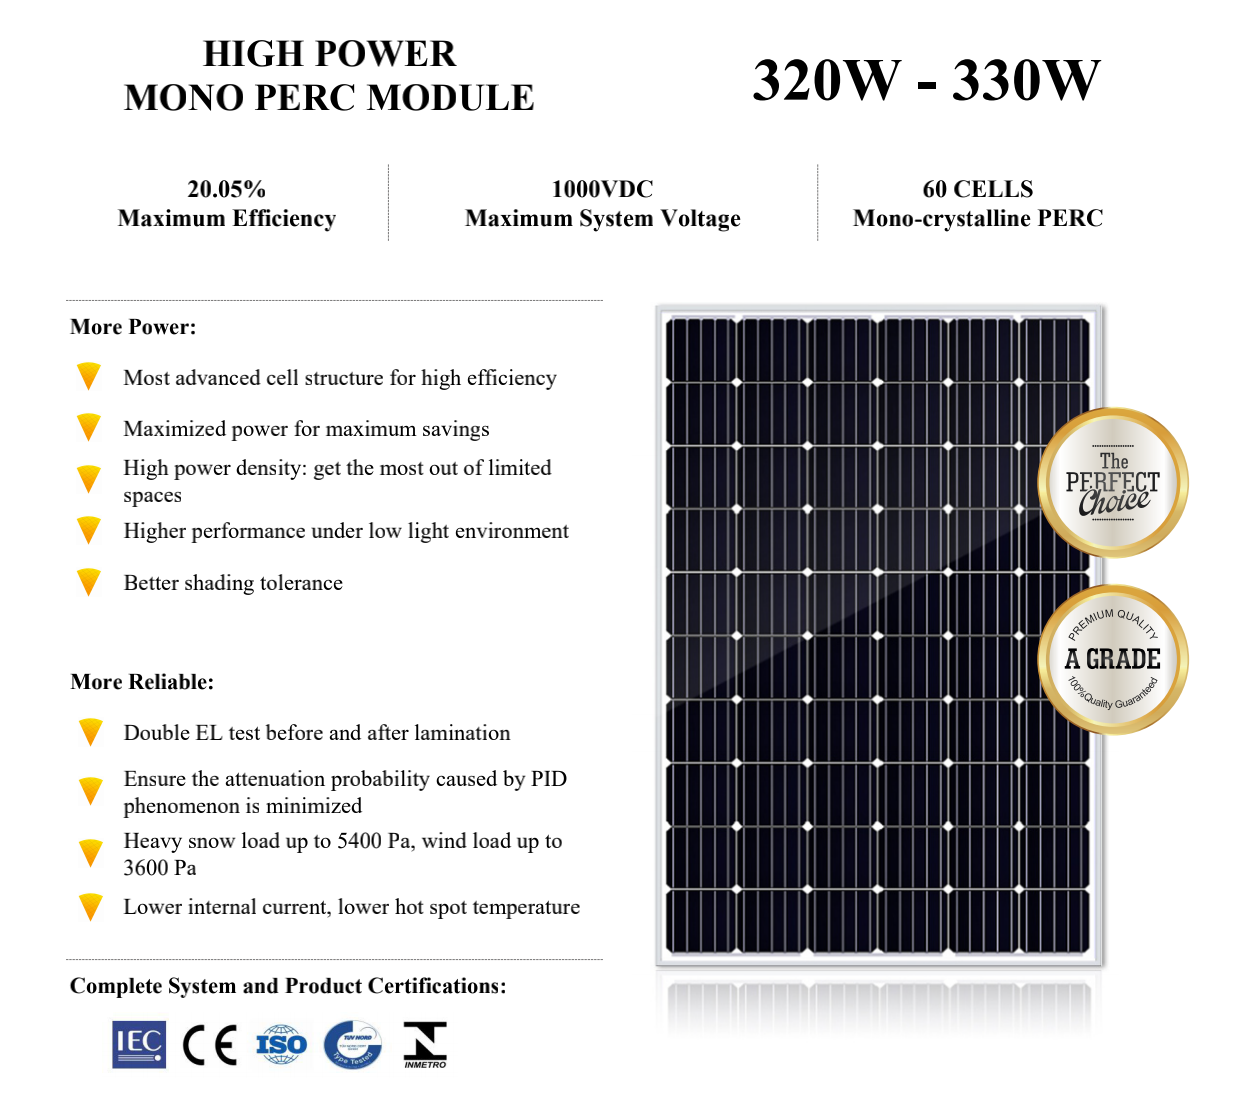 HIGH POWER
MONO PERC MODULE
320W - 330W
20.05%
Maximum Efficiency
1000VDC
Maximum System Voltage
60 CELLS
Mono-crystalline PERC
More Power:
Most advanced cell structure for high efficiency
Maximized power for maximum savings
High power density: get the most out of limited
spaces
Higher performance under low light environment
Better shading tolerance
More Reliable:
Double EL test before and after lamination
Ensure the attenuation probability caused by PID
phenomenon is minimized
Heavy snow load up to 5400 Pa, wind load up to
3600 Pa
Lower internal current, lower hot spot temperature
The
PERFECT
Choice
PREMIUM QUALITY
A GRADE
100%Quality Guaranteed
Complete System and Product Certifications:
IEC
CE
ISO
TUV NORD
Type Tested
INMETRO